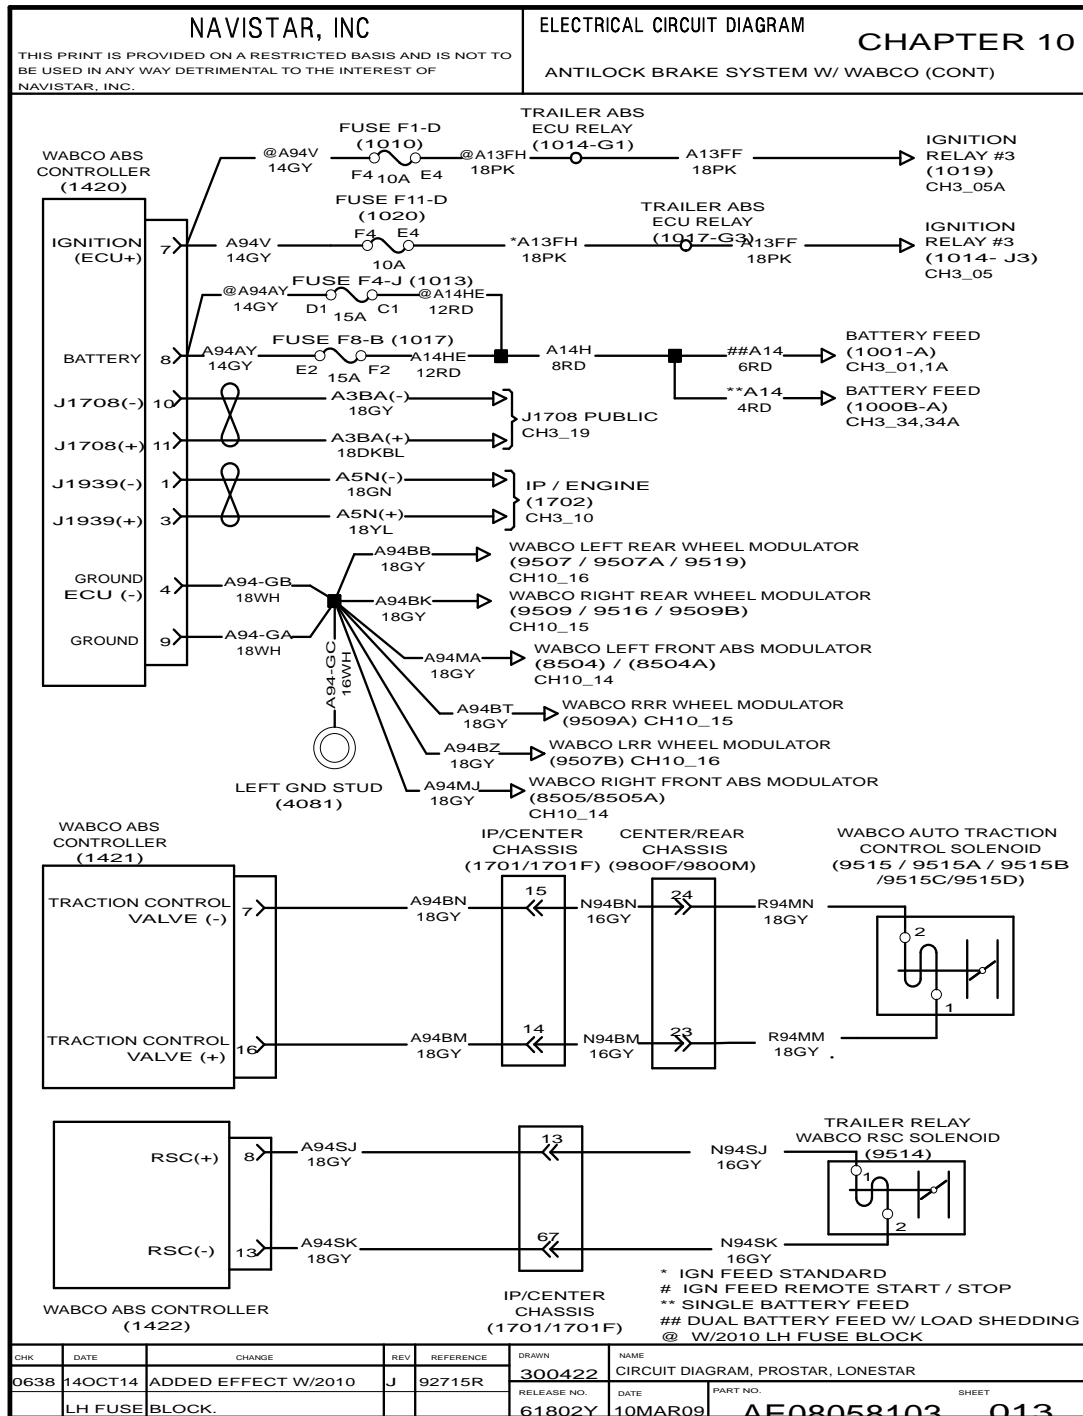 NAVISTAR, INC
THIS PRINT IS PROVIDED ON A RESTRICTED BASIS AND IS NOT TO
BE USED IN ANY WAY DETRIMENTAL TO THE INTEREST OF
NAVISTAR, INC.
ELECTRICAL CIRCUIT DIAGRAM
CHAPTER 10
ANTILOCK BRAKE SYSTEM W/ WABCO (CONT)
WABCO ABS
CONTROLLER
(1420)
@A94V
14GY
FUSE F1-D
(1010)
F4 10A E4
@A13FH
18PK
TRAILER ABS
ECU RELAY
(1014-G1)
A13FF
18PK
IGNITION
RELAY #3
(1019)
CH3_05A
IGNITION
(ECU+)
7
A94V
14GY
FUSE F11-D
(1020)
F4 E4
10A
*A13FH
18PK
TRAILER ABS
ECU RELAY
(1017-G3)
A13FF
18PK
IGNITION
RELAY #3
(1014- J3)
CH3_05
@A94AY
14GY
FUSE F4-J (1013)
D1 15A C1
@A14HE
12RD
BATTERY
8
A94AY
14GY
FUSE F8-B (1017)
E2 15A F2
A14HE
12RD
A14H
8RD
##A14
6RD
BATTERY FEED
(1001-A)
CH3_01,1A
**A14
4RD
BATTERY FEED
(1000B-A)
CH3_34,34A
J1708(-) 10
A3BA(-)
18GY
J1708(+) 11
A3BA(+)
18DKBL
J1708 PUBLIC
CH3_19
J1939(-) 1
A5N(-)
18GN
J1939(+) 3
A5N(+)
18YL
IP / ENGINE
(1702)
CH3_10
GROUND
ECU (-)
4
A94-GB
18WH
GROUND 9
A94-GA
18WH
A94-GC
16WH
LEFT GND STUD
(4081)
A94BB
18GY
WABCO LEFT REAR WHEEL MODULATOR
(9507 / 9507A / 9519)
CH10_16
A94BK
18GY
WABCO RIGHT REAR WHEEL MODULATOR
(9509 / 9516 / 9509B)
CH10_15
A94MA
18GY
WABCO LEFT FRONT ABS MODULATOR
(8504) / (8504A)
CH10_14
A94BT
18GY
WABCO RRR WHEEL MODULATOR
(9509A) CH10_15
A94BZ
18GY
WABCO LRR WHEEL MODULATOR
(9507B) CH10_16
A94MJ
18GY
WABCO RIGHT FRONT ABS MODULATOR
(8505/8505A)
CH10_14
WABCO ABS
CONTROLLER
(1421)
IP/CENTER
CHASSIS
(1701/1701F)
CENTER/REAR
CHASSIS
(9800F/9800M)
WABCO AUTO TRACTION
CONTROL SOLENOID
(9515 / 9515A / 9515B
/9515C/9515D)
TRACTION CONTROL
VALVE (-)
7
A94BN
18GY
15
N94BN
16GY
24
R94MN
18GY
2
1
TRACTION CONTROL
VALVE (+)
16
A94BM
18GY
14
N94BM
16GY
23
R94MM
18GY
RSC(+) 8
A94SJ
18GY
13
N94SJ
16GY
TRAILER RELAY
WABCO RSC SOLENOID
(9514)
1
2
RSC(-) 13
A94SK
18GY
67
N94SK
16GY
WABCO ABS CONTROLLER
(1422)
IP/CENTER
CHASSIS
(1701/1701F)
* IGN FEED STANDARD
# IGN FEED REMOTE START / STOP
** SINGLE BATTERY FEED
## DUAL BATTERY FEED W/ LOAD SHEDDING
@ W/2010 LH FUSE BLOCK
CHK DATE CHANGE REV REFERENCE
0638 14OCT14 ADDED EFFECT W/2010 J 92715R
LH FUSE BLOCK.
DRAWN
300422
NAME
CIRCUIT DIAGRAM, PROSTAR, LONESTAR
RELEASE NO.
61802Y
DATE
10MAR09
PART NO.
AE08058103
SHEET
013